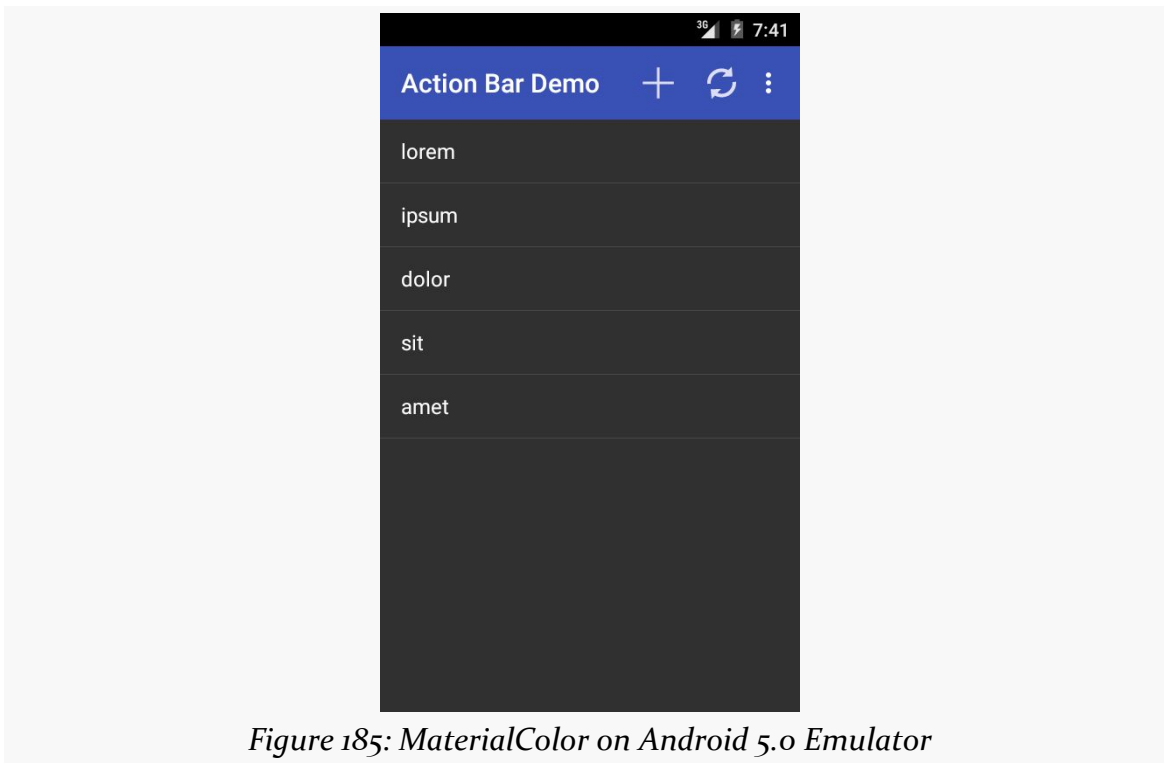 3G 7:41
Action Bar Demo
lorem
ipsum
dolor
sit
amet
Figure 185: MaterialColor on Android 5.0 Emulator